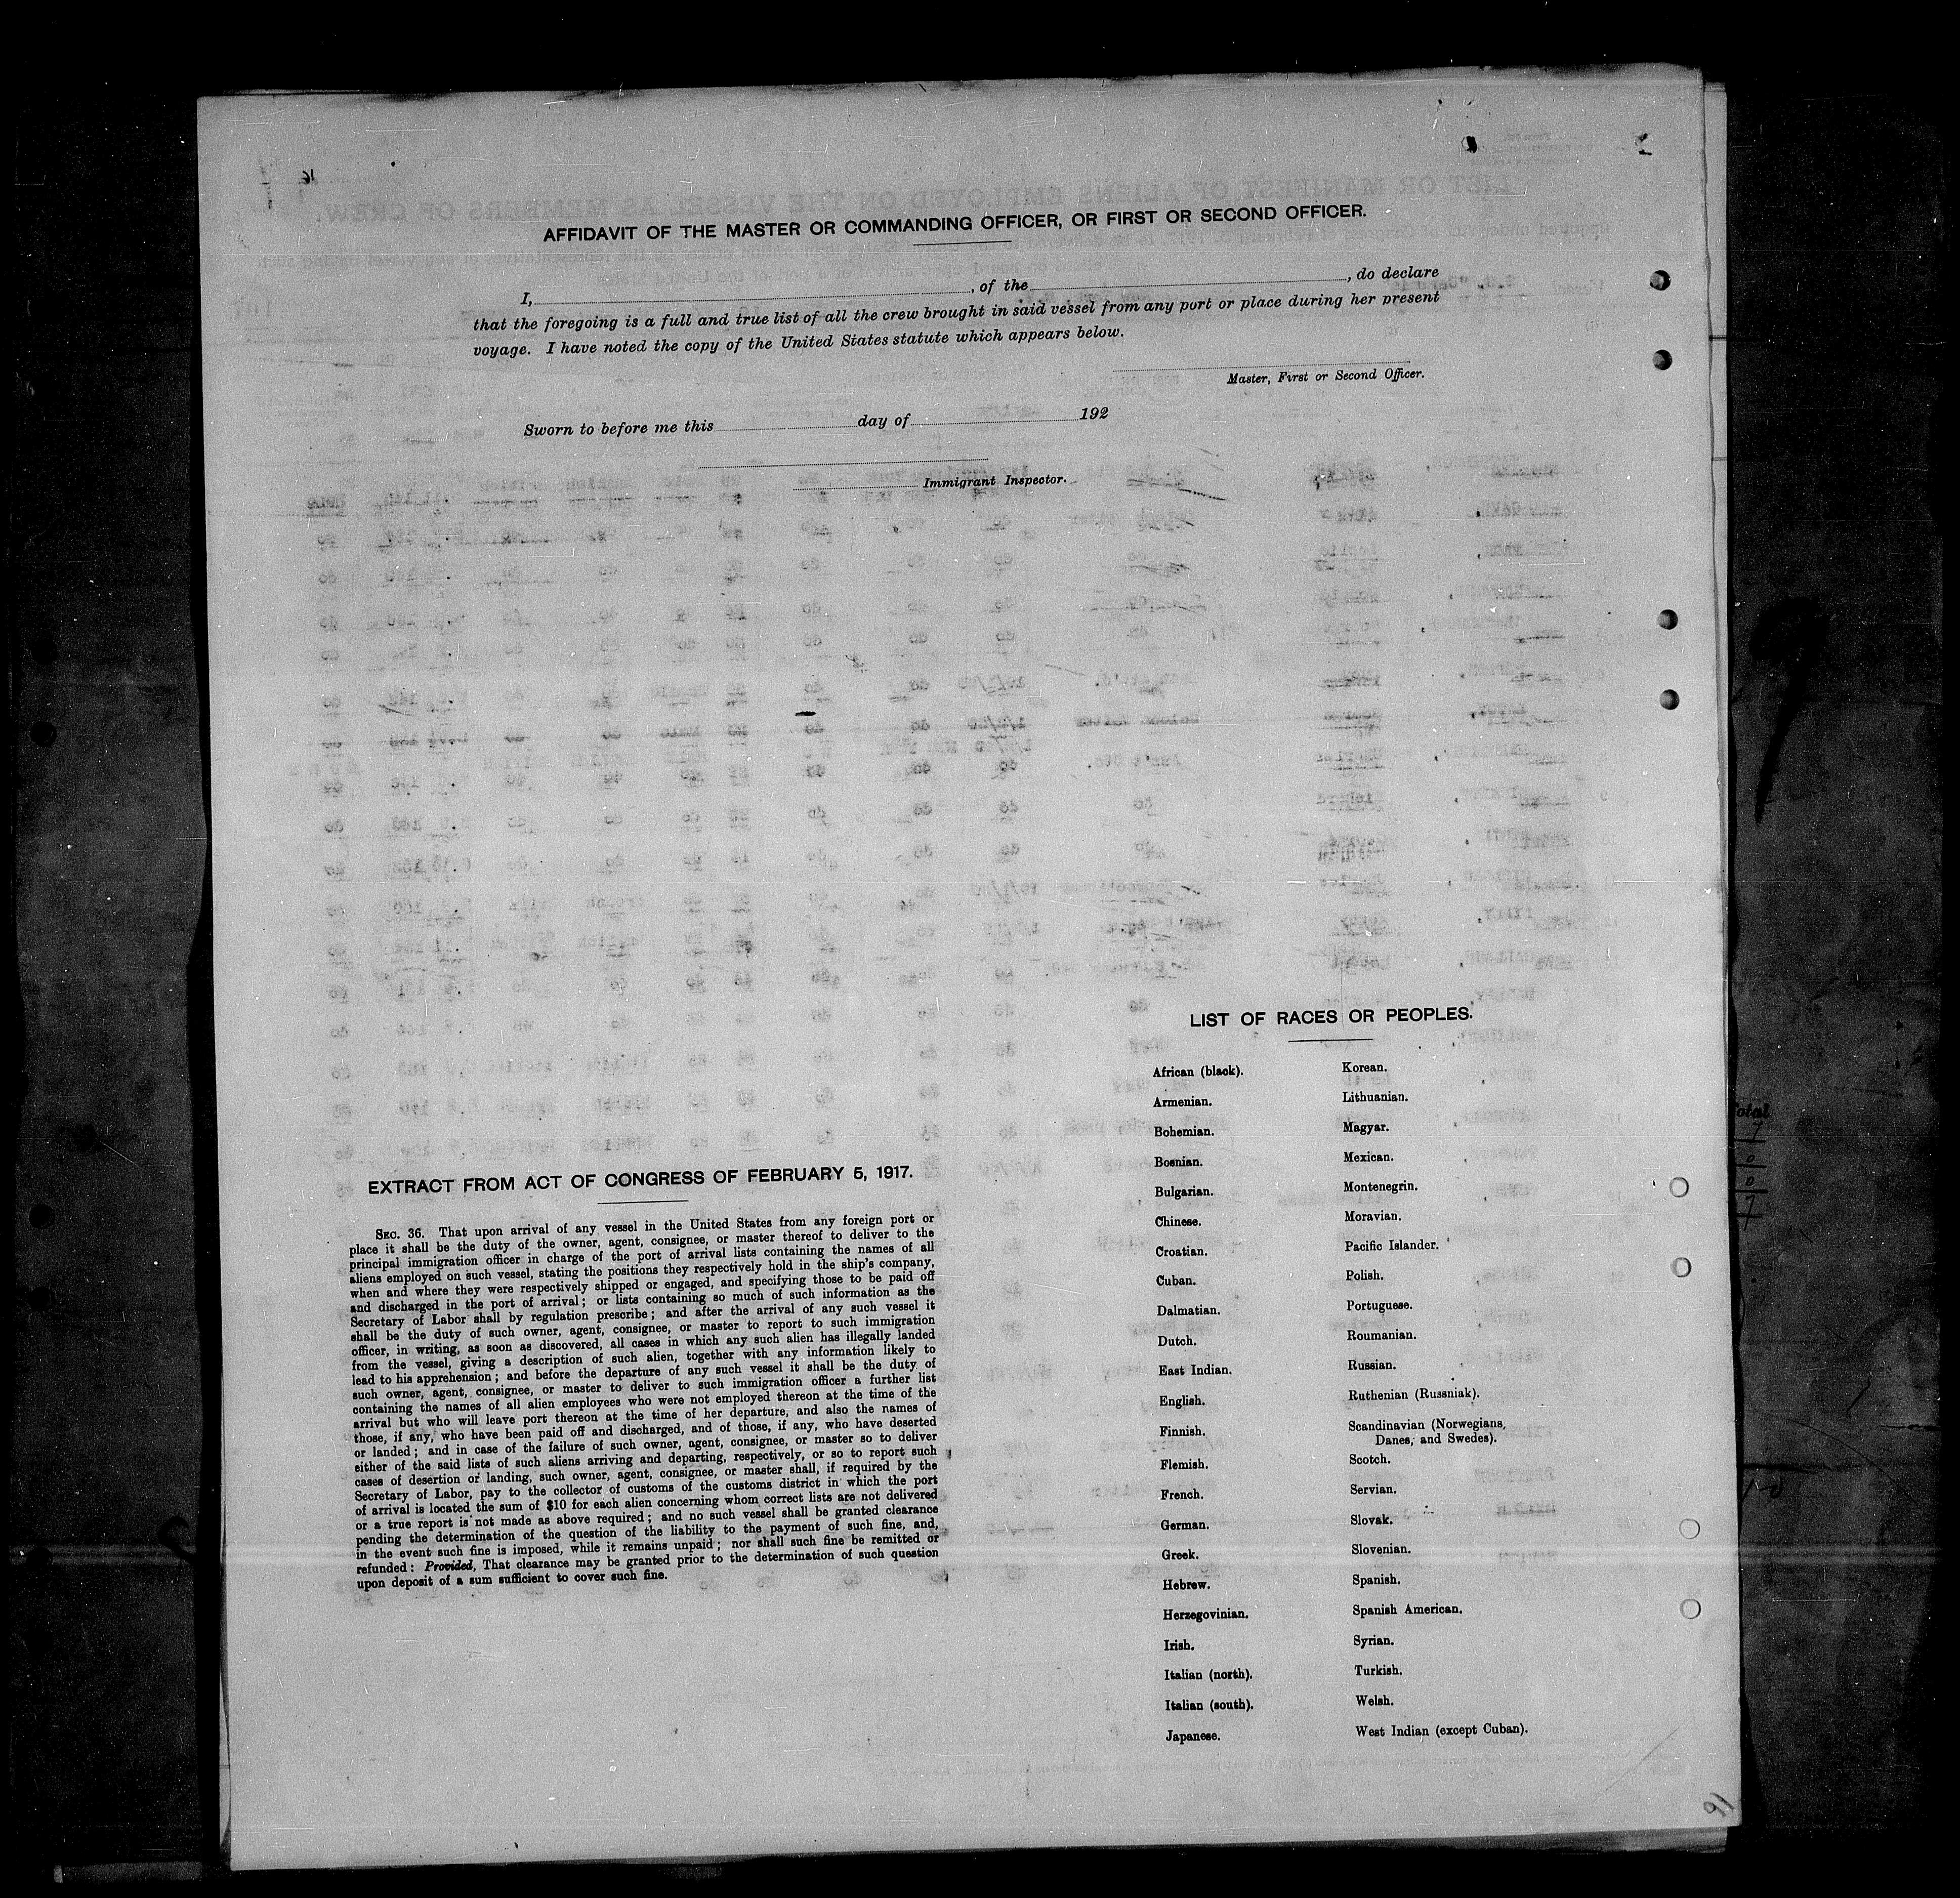 AFFIDAVIT OF THE MASTER OR COMMANDING OFFICER, OR FIRST OR SECOND OFFICER.
I, , of the , do declare
that the foregoing is a full and true list of all the crew brought in said vessel from any port or place during her present
voyage. I have noted the copy of the United States statute which appears below.
Master, First or Second Officer.
Sworn to before me this day of 192
Immigrant Inspector.
EXTRACT FROM ACT OF CONGRESS OF FEBRUARY 5, 1917.
SEC. 36. That upon arrival of any vessel in the United States from any foreign port or
place it shall be the duty of the owner, agent, consignee, or master thereof to deliver to the
principal immigration officer in charge of the port of arrival lists containing the names of all
aliens employed on such vessel, stating the positions they respectively hold in the ship's company,
when and where they were respectively shipped or engaged, and specifying those to be paid off
and discharged in the port of arrival; or lists containing so much of such information as the
Secretary of Labor shall by regulation prescribe; and after the arrival of any such vessel it
shall be the duty of such owner, agent, consignee, or master to report to such immigration
officer, in writing, as soon as discovered, all cases in which any such alien has illegally landed
from the vessel, giving a description of such alien, together with any information likely to
lead to his apprehension; and before the departure of any such vessel it shall be the duty of
such owner, agent, consignee, or master to deliver to such immigration officer a further list
containing the names of all alien employees who were not employed thereon at the time of the
arrival but who will leave port thereon at the time of her departure, and also the names of
those, if any, who have been paid off and discharged, and of those, if any, who have deserted
or landed; and in case of the failure of such owner, agent, consignee, or master so to deliver
either of the said lists of such aliens arriving and departing, respectively, or so to report such
cases of desertion or landing, such owner, agent, consignee, or master shall, if required by the
Secretary of Labor, pay to the collector of customs of the customs district in which the port
of arrival is located the sum of $10 for each alien concerning whom correct lists are not delivered
or a true report is not made as above required; and no such vessel shall be granted clearance
pending the determination of the question of the liability to the payment of such fine, and,
in the event such fine is imposed, while it remains unpaid; nor shall such fine be remitted or
refunded: Provided, That clearance may be granted prior to the determination of such question
upon deposit of a sum sufficient to cover such fine.
LIST OF RACES OR PEOPLES.
African (black).
Armenian.
Bohemian.
Bosnian.
Bulgarian.
Chinese.
Croatian.
Cuban.
Dalmatian.
Dutch.
East Indian.
English.
Finnish.
Flemish.
French.
German.
Greek.
Hebrew.
Herzegovinian.
Irish.
Italian (north).
Italian (south).
Japanese.
Korean.
Lithuanian.
Magyar.
Mexican.
Montenegrin.
Moravian.
Pacific Islander.
Polish.
Portuguese.
Roumanian.
Russian.
Ruthenian (Russniak).
Scandinavian (Norwegians,
Danes, and Swedes).
Scotch.
Servian.
Slovak.
Slovenian.
Spanish.
Spanish American.
Syrian.
Turkish.
Welsh.
West Indian (except Cuban).